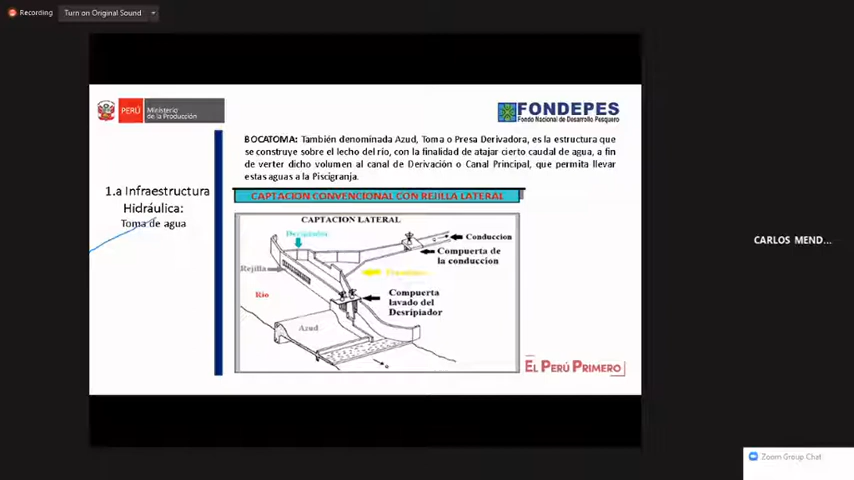 Recording
Turn on Original Sound
PERÚ
Ministerio
de la Producción
FONDEPES
Fondo Nacional de Desarrollo Pesquero
BOCATOMA: También denominada Azud, Toma o Presa Derivadora, es la estructura que
se construye sobre el lecho del río, con la finalidad de atajar cierto caudal de agua, a fin
de verter dicho volumen al canal de Derivación o Canal Principal, que permita llevar
estas aguas a la Piscigranja.
1.a Infraestructura
Hidráulica:
Toma de agua
CAPTACION CONVENCIONAL CON REJILLA LATERAL
CAPTACION LATERAL
Desripiador
Conduccion
Compuerta de
la conduccion
Rejilla
Río
Compuerta
lavado del
Desripiador
Azud
EL PERÚ PRIMERO
CARLOS MEND...
Zoom Group Chat